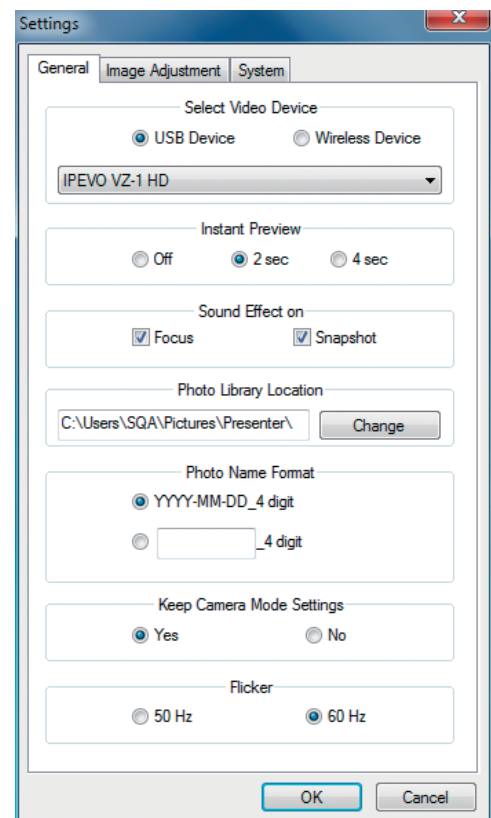 Settings
General Image Adjustment System
Select Video Device
USB Device Wireless Device
IPEVO VZ-1 HD
Instant Preview
Off 2 sec 4 sec
Sound Effect on
Focus Snapshot
Photo Library Location
C:\Users\SQA\Pictures\Presenter\ Change
Photo Name Format
YYYY-MM-DD_4 digit
_4 digit
Keep Camera Mode Settings
Yes No
Flicker
50 Hz 60 Hz
OK Cancel